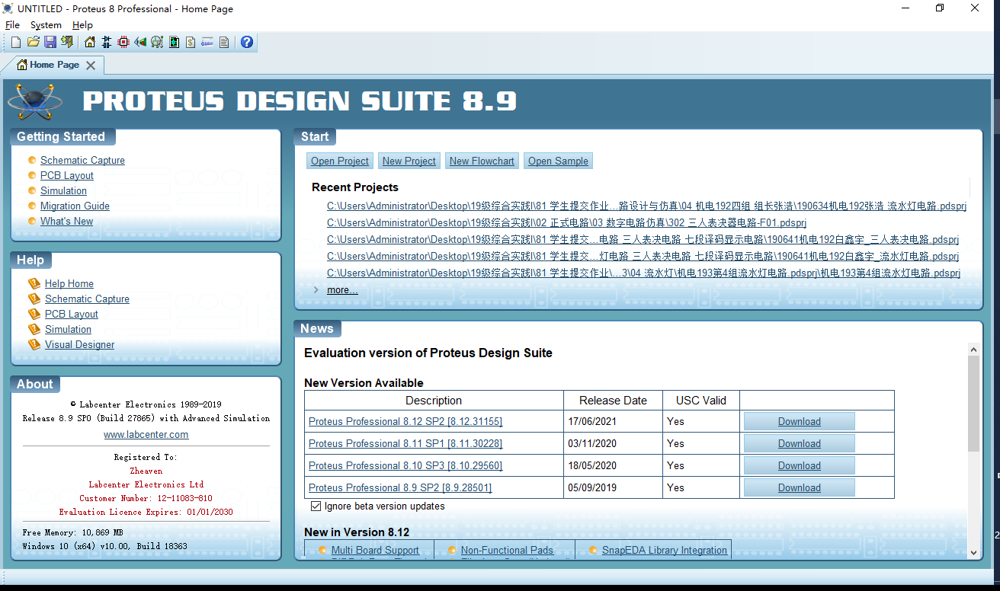 UNTITLED - Proteus 8 Professional - Home Page
File System Help
Home Page
PROTEUS DESIGN SUITE 8.9
Getting Started
Schematic Capture
PCB Layout
Simulation
Migration Guide
What's New
Help
Help Home
Schematic Capture
PCB Layout
Simulation
Visual Designer
About
© Labcenter Electronics 1989-2019
Release 8.9 SP0 (Build 27865) with Advanced Simulation
www.labcenter.com
Registered To:
Zheaven
Labcenter Electronics Ltd
Customer Number: 12-11083-810
Evaluation Licence Expires: 01/01/2030
Free Memory: 10,869 MB
Windows 10 (x64) v10.00, Build 18363
Start
Open Project New Project New Flowchart Open Sample
Recent Projects
C:\Users\Administrator\Desktop\19级综合实践I\81 学生提交作业...路设计与仿真\04 机电192四组 组长张浩\190634机电192张浩 流水灯电路.pdsprj
C:\Users\Administrator\Desktop\19级综合实践I\02 正式电路\03 数字电路仿真\302 三人表决器电路-F01.pdsprj
C:\Users\Administrator\Desktop\19级综合实践I\81 学生提交...电路 三人表决电路 七段译码显示电路\190641机电192白鑫宇_三人表决电路.pdsprj
C:\Users\Administrator\Desktop\19级综合实践I\81 学生提交...灯电路 三人表决电路 七段译码显示电路\190641机电192白鑫宇_流水灯电路.pdsprj
C:\Users\Administrator\Desktop\19级综合实践I\81 学生提交作业\...3\04 流水灯\机电193第4组流水灯电路.pdsprj\机电193第4组流水灯电路.pdsprj
more...
News
Evaluation version of Proteus Design Suite
New Version Available
Description Release Date USC Valid
Proteus Professional 8.12 SP2 [8.12.31155] 17/06/2021 Yes Download
Proteus Professional 8.11 SP1 [8.11.30228] 03/11/2020 Yes Download
Proteus Professional 8.10 SP3 [8.10.29560] 18/05/2020 Yes Download
Proteus Professional 8.9 SP2 [8.9.28501] 05/09/2019 Yes Download
Ignore beta version updates
New in Version 8.12
Multi Board Support Non-Functional Pads SnapEDA Library Integration